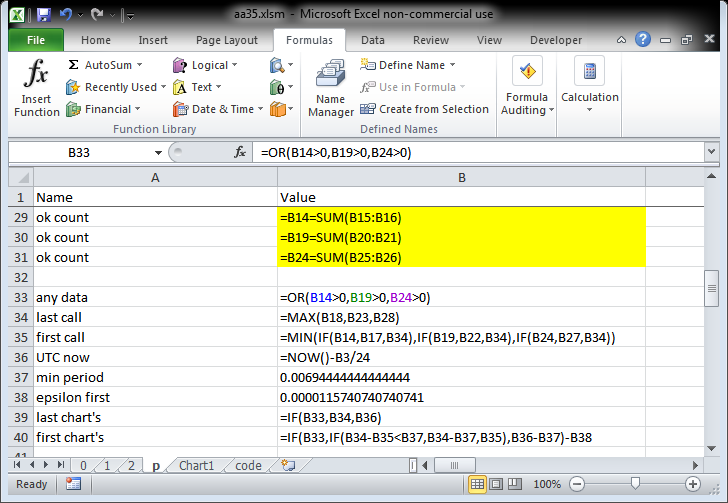 aa35.xlsm - Microsoft Excel non-commercial use
File Home Insert Page Layout Formulas Data Review View Developer
Σ AutoSum Logical Define Name
Recently Used Text Use in Formula
Financial Date & Time Create from Selection
fx Insert Function Name Manager Formula Auditing Calculation
Function Library Defined Names
B33 fx =OR(B14>0,B19>0,B24>0)
A B
1 Name Value
29 ok count =B14=SUM(B15:B16)
30 ok count =B19=SUM(B20:B21)
31 ok count =B24=SUM(B25:B26)
32
33 any data =OR(B14>0,B19>0,B24>0)
34 last call =MAX(B18,B23,B28)
35 first call =MIN(IF(B14,B17,B34),IF(B19,B22,B34),IF(B24,B27,B34))
36 UTC now =NOW()-B3/24
37 min period 0.00694444444444444
38 epsilon first 0.0000115740740740741
39 last chart's =IF(B33,B34,B36)
40 first chart's =IF(B33,IF(B34-B35<B37,B34-B37,B35),B36-B37)-B38
41
0 1 2 p Chart1 code
Ready 100%